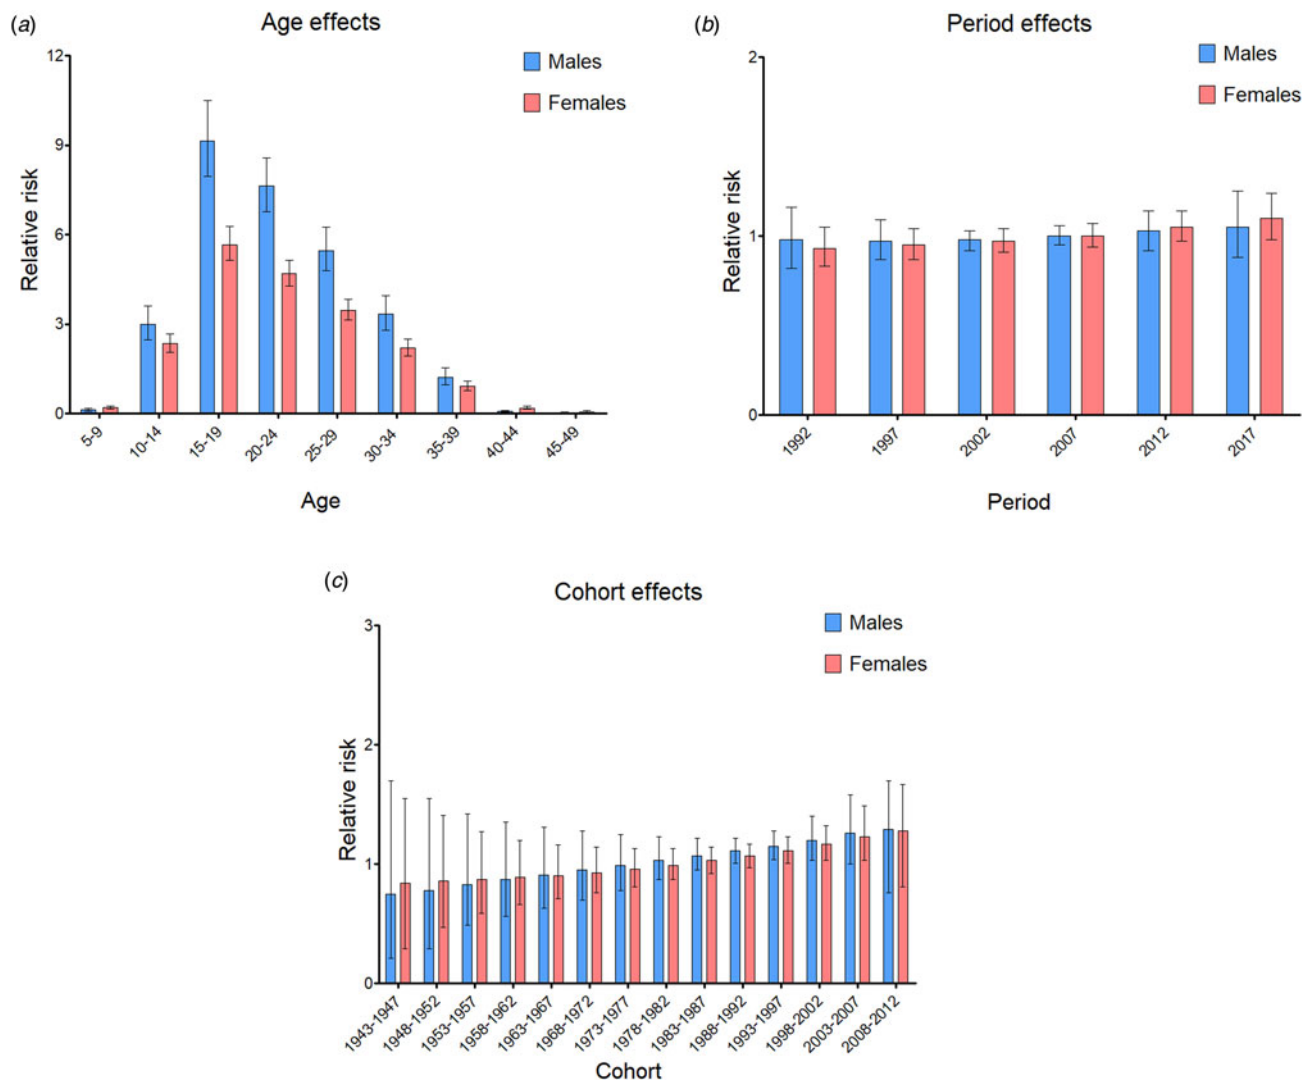 (a)
Age effects
12
9
6
3
0
Relative risk
Males
Females
5-9
10-14
15-19
20-24
25-29
30-34
35-39
40-44
45-49
Age
(b)
Period effects
2
1
0
Relative risk
Males
Females
1992
1997
2002
2007
2012
2017
Period
(c)
Cohort effects
3
2
1
0
Relative risk
Males
Females
1943-1947
1948-1952
1953-1957
1958-1962
1963-1967
1968-1972
1973-1977
1978-1982
1983-1987
1988-1992
1993-1997
1998-2002
2003-2007
2008-2012
Cohort